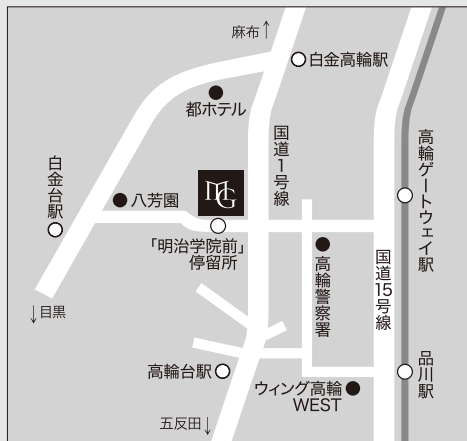 麻布↑
白金高輪駅
都ホテル
国道1号線
高輪ゲートウェイ駅
白金台駅
八芳園
MG
「明治学院前」
停留所
高輪警察署
国道15号線
↓目黒
高輪台駅
品川駅
ウィング高輪
WEST
五反田↓